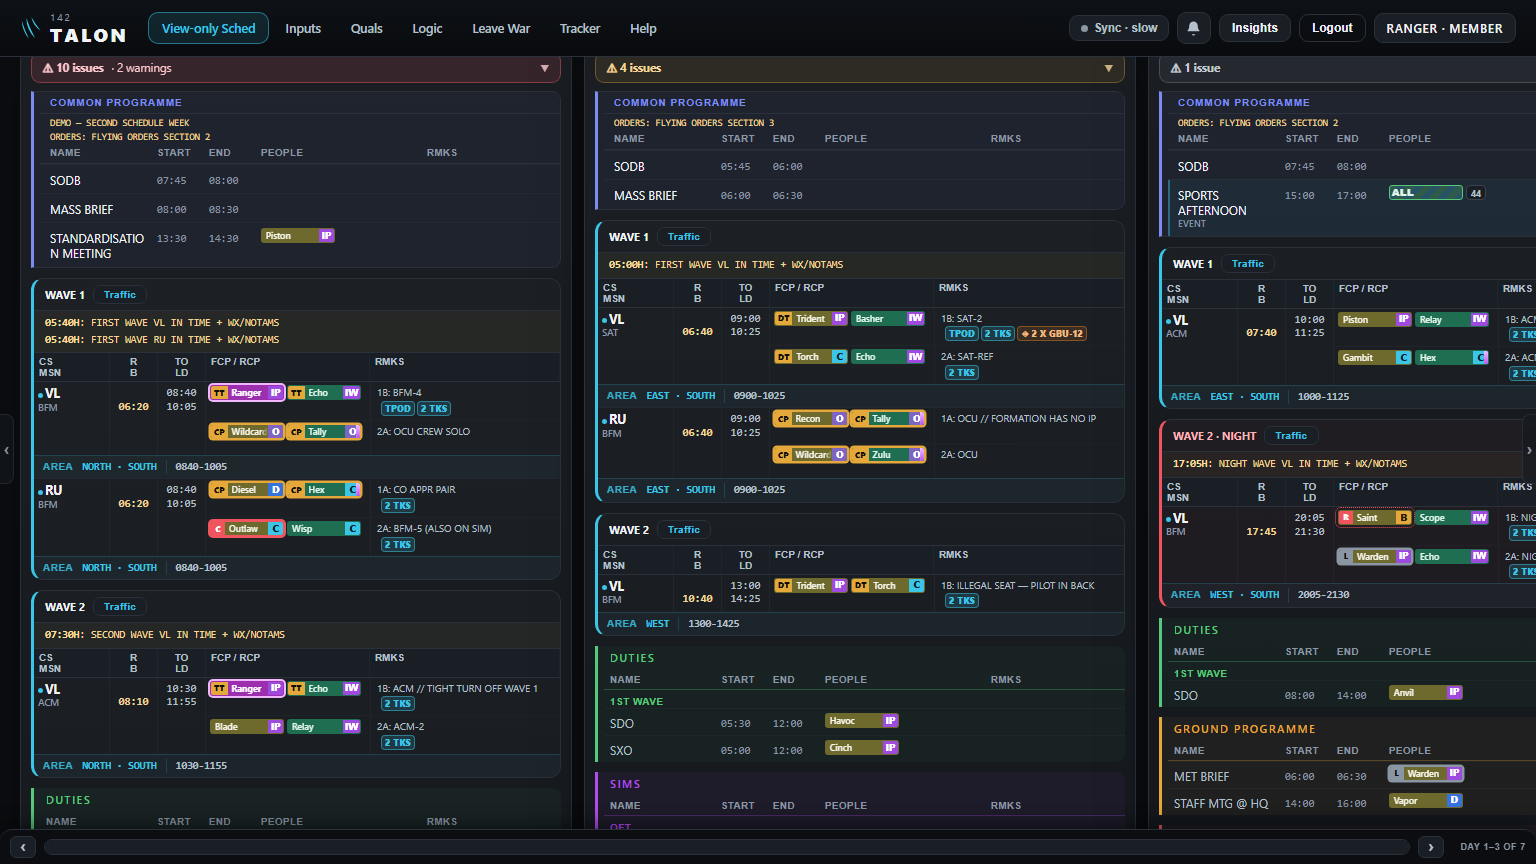 142
TALON
View-only Sched
Inputs
Quals
Logic
Leave War
Tracker
Help
Sync · slow
Insights
Logout
RANGER · MEMBER
10 issues · 2 warnings
COMMON PROGRAMME
DEMO — SECOND SCHEDULE WEEK
ORDERS: FLYING ORDERS SECTION 2
NAME START END PEOPLE RMKS
SODB 07:45 08:00
MASS BRIEF 08:00 08:30
STANDARDISATIO 13:30 14:30 Piston IP
N MEETING
WAVE 1 Traffic
05:40H: FIRST WAVE VL IN TIME + WX/NOTAMS
05:40H: FIRST WAVE RU IN TIME + WX/NOTAMS
CS R TO FCP / RCP RMKS
MSN B LD
VL 08:40 TT Ranger IP TT Echo IW 1B: BFM-4
BFM 06:20 10:05 TPOD 2 TKS
CP Wildcard O CP Tally O 2A: OCU CREW SOLO
AREA NORTH · SOUTH 0840-1005
RU 08:40 CP Diesel D CP Hex C 1A: CO APPR PAIR
BFM 06:20 10:05 2 TKS
C Outlaw C Wisp C 2A: BFM-5 (ALSO ON SIM)
2 TKS
AREA NORTH · SOUTH 0840-1005
WAVE 2 Traffic
07:30H: SECOND WAVE VL IN TIME + WX/NOTAMS
CS R TO FCP / RCP RMKS
MSN B LD
VL 10:30 TT Ranger IP TT Echo IW 1B: ACM // TIGHT TURN OFF WAVE 1
ACM 08:10 11:55 2 TKS
Blade IP Relay IW 2A: ACM-2
2 TKS
AREA NORTH · SOUTH 1030-1155
DUTIES
NAME START END PEOPLE RMKS
4 issues
COMMON PROGRAMME
ORDERS: FLYING ORDERS SECTION 3
NAME START END PEOPLE RMKS
SODB 05:45 06:00
MASS BRIEF 06:00 06:30
WAVE 1 Traffic
05:00H: FIRST WAVE VL IN TIME + WX/NOTAMS
CS R TO FCP / RCP RMKS
MSN B LD
VL 09:00 DT Trident IP Basher IW 1B: SAT-2
SAT 06:40 10:25 TPOD 2 TKS 2 X GBU-12
DT Torch C Echo IW 2A: SAT-REF
2 TKS
AREA EAST · SOUTH 0900-1025
RU 09:00 CP Recon O CP Tally O 1A: OCU // FORMATION HAS NO IP
BFM 06:40 10:25
CP Wildcard O CP Zulu O 2A: OCU
AREA EAST · SOUTH 0900-1025
WAVE 2 Traffic
CS R TO FCP / RCP RMKS
MSN B LD
VL 13:00 DT Trident IP DT Torch C 1B: ILLEGAL SEAT — PILOT IN BACK
BFM 10:40 14:25 2 TKS
AREA WEST 1300-1425
DUTIES
NAME START END PEOPLE RMKS
1ST WAVE
SDO 05:30 12:00 Havoc IP
SXO 05:00 12:00 Cinch IP
SIMS
NAME START END PEOPLE RMKS
OFT
1 issue
COMMON PROGRAMME
ORDERS: FLYING ORDERS SECTION 2
NAME START END PEOPLE
SODB 07:45 08:00
SPORTS 15:00 17:00 ALL 44
AFTERNOON
EVENT
WAVE 1 Traffic
CS R TO FCP / RCP RMKS
MSN B LD
VL 10:00 Piston IP Relay IW 1B: ACM
ACM 07:40 11:25 2 TKS
Gambit C Hex C 2A: ACM
2 TKS
AREA EAST · SOUTH 1000-1125
WAVE 2 · NIGHT Traffic
17:05H: NIGHT WAVE VL IN TIME + WX/NOTAMS
CS R TO FCP / RCP RMKS
MSN B LD
VL 20:05 R Saint B Scope IW 1B: NIG
BFM 17:45 21:30 2 TKS
L Warden IP Echo IW 2A: NIG
2 TKS
AREA WEST · SOUTH 2005-2130
DUTIES
NAME START END PEOPLE
1ST WAVE
SDO 08:00 14:00 Anvil IP
GROUND PROGRAMME
NAME START END PEOPLE
MET BRIEF 06:00 06:30 L Warden IP
STAFF MTG @ HQ 14:00 16:00 Vapor D
DAY 1–3 OF 7